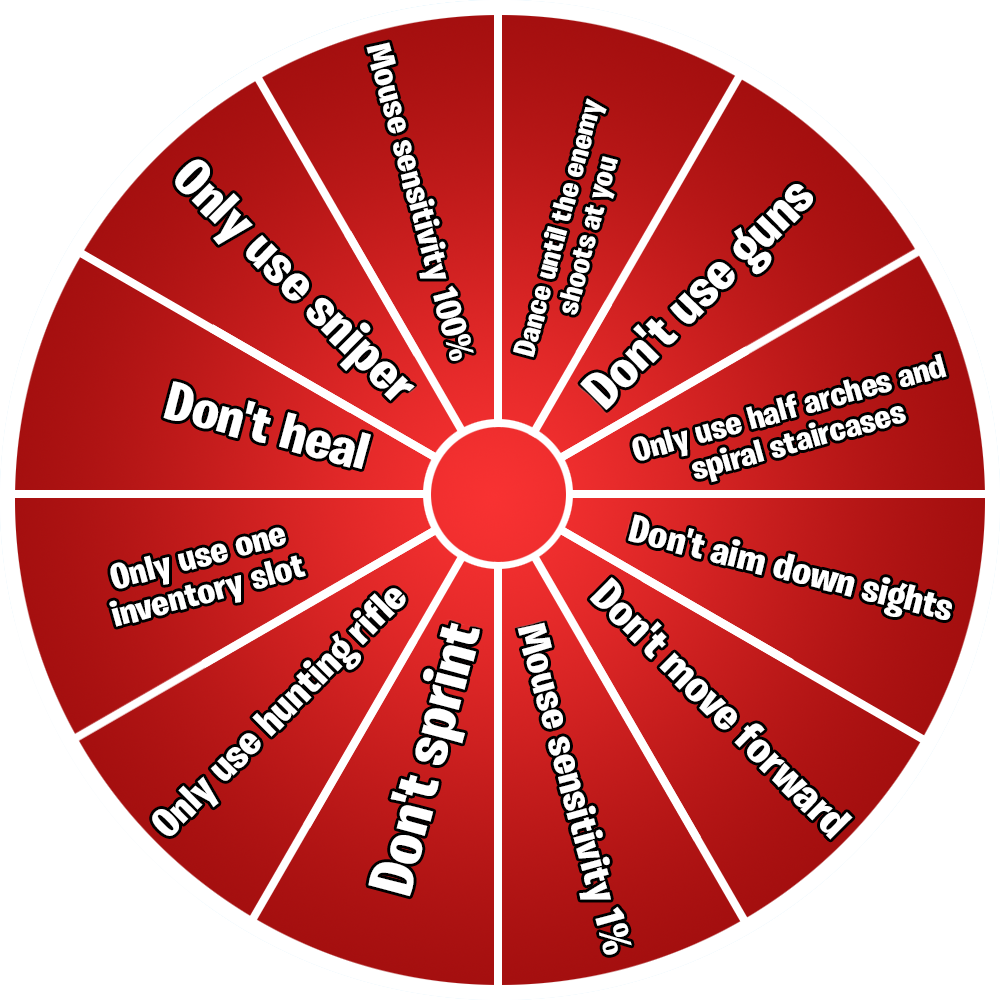 Dance until the enemy
shoots at you
Don't use guns
Only use half arches and
spiral staircases
Don't aim down sights
Don't move forward
Mouse sensitivity 1%
Don't sprint
Only use hunting rifle
Only use one
inventory slot
Don't heal
Only use sniper
Mouse sensitivity 100%